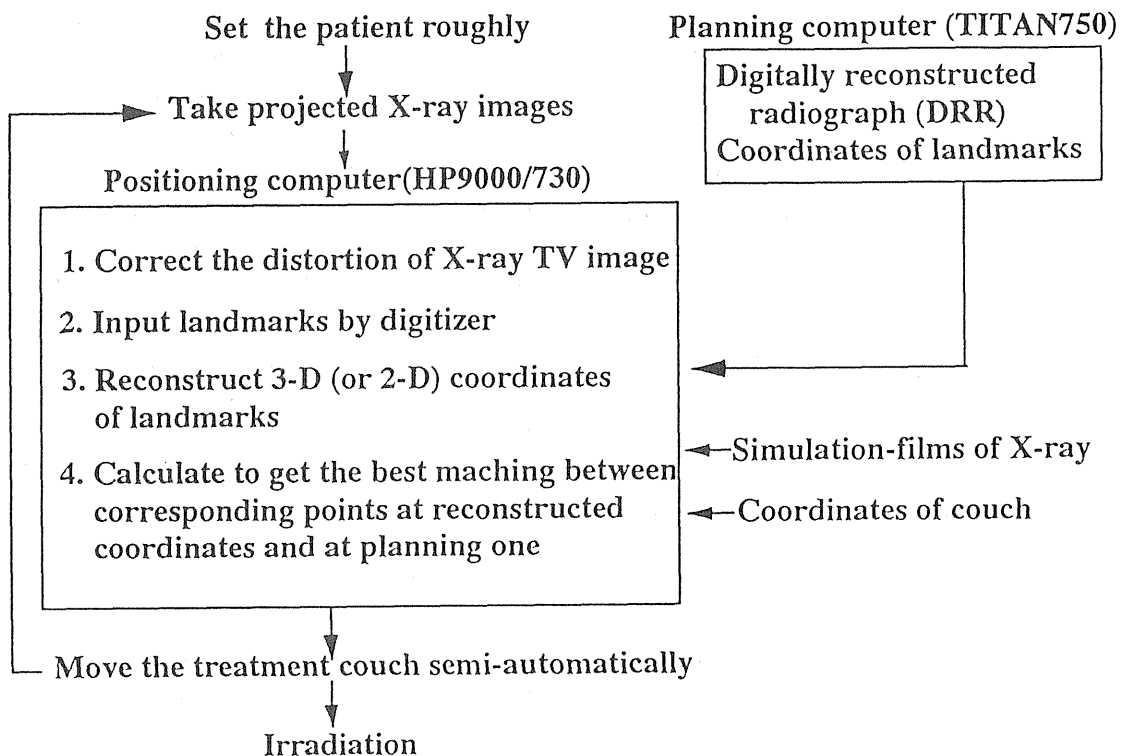 Set the patient roughly
Take projected X-ray images
Positioning computer(HP9000/730)
1. Correct the distortion of X-ray TV image
2. Input landmarks by digitizer
3. Reconstruct 3-D (or 2-D) coordinates
of landmarks
4. Calculate to get the best maching between
corresponding points at reconstructed
coordinates and at planning one
Move the treatment couch semi-automatically
Irradiation
Planning computer (TITAN750)
Digitally reconstructed
radiograph (DRR)
Coordinates of landmarks
Simulation-films of X-ray
Coordinates of couch